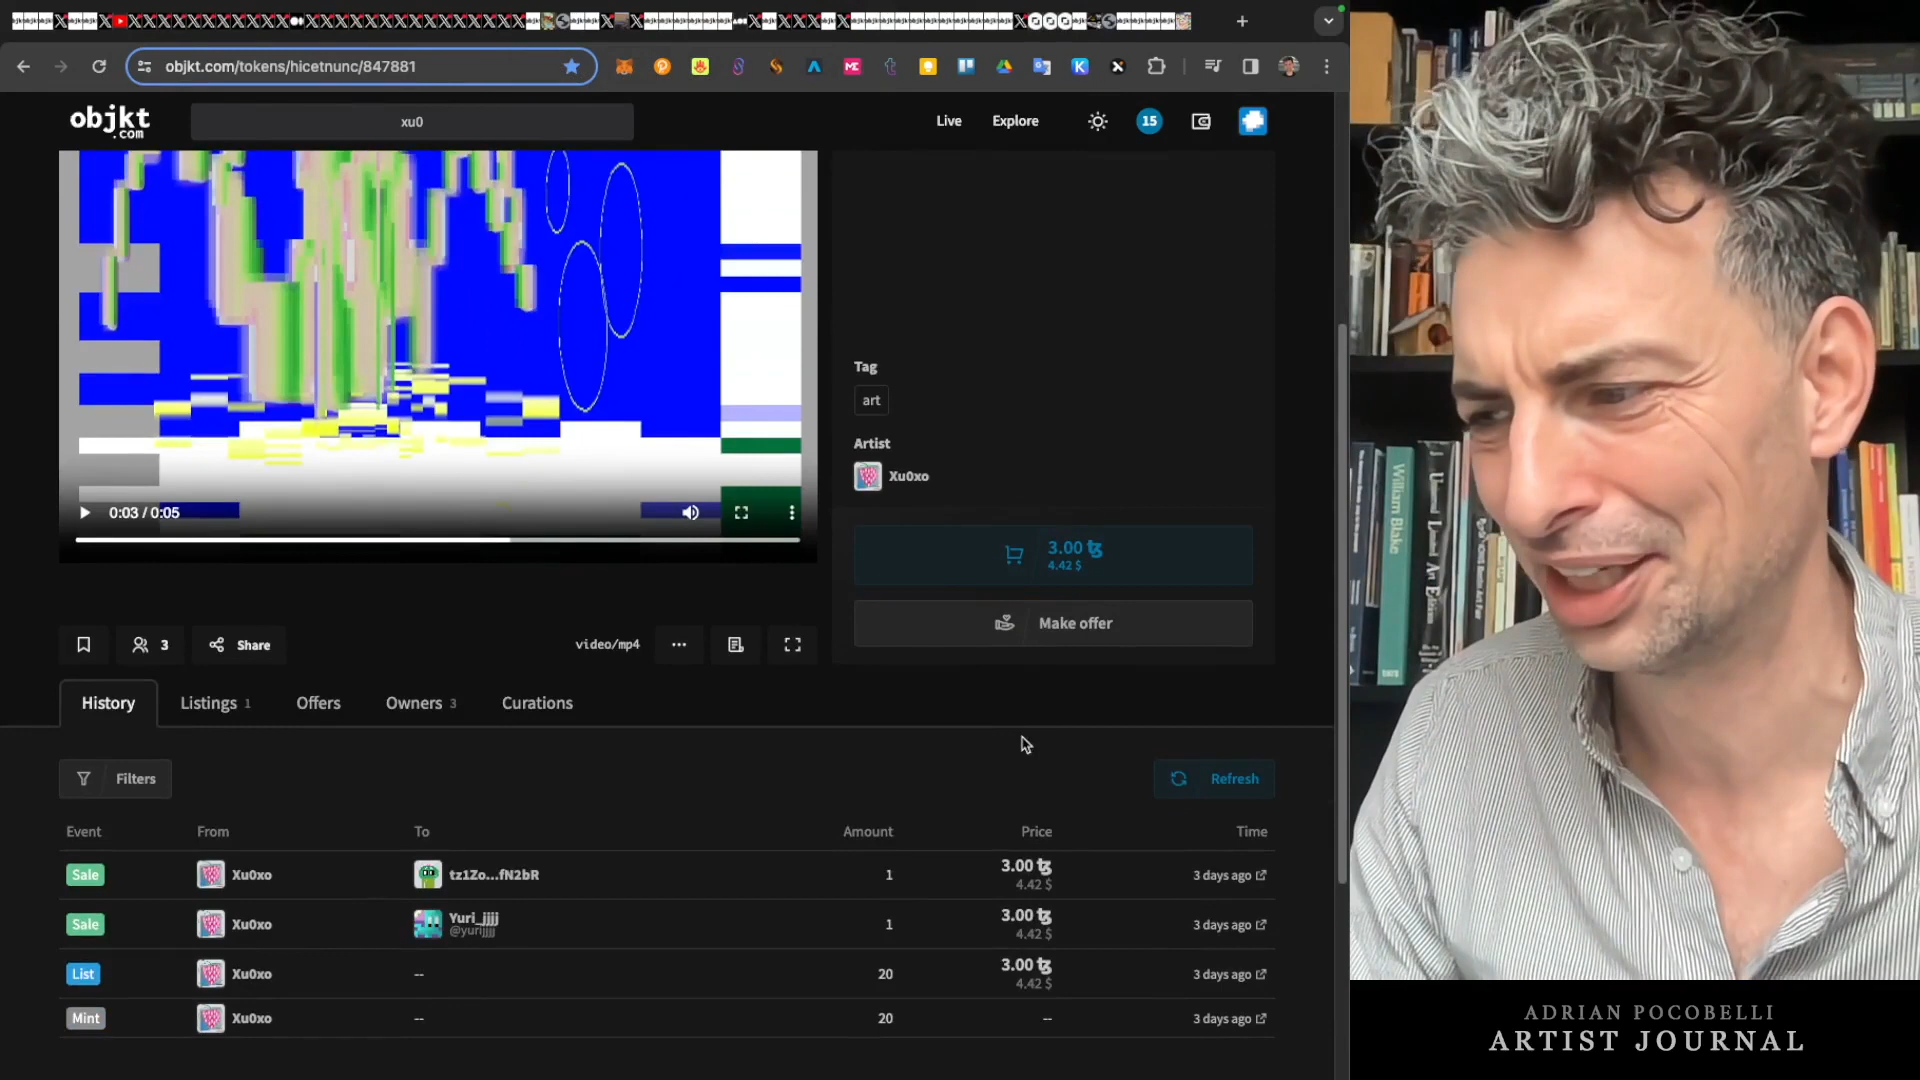 objkt.com/tokens/hicetnunc/847881
objkt
.com
xu0
Live
Explore
15
Tag
art
Artist
Xu0xo
0:03 / 0:05
3.00 ꜩ
4.42 $
Make offer
3
Share
video/mp4
History
Listings 1
Offers
Owners 3
Curations
Filters
Refresh
Event From To Amount Price Time
Sale Xu0xo tz1Zo...fN2bR 1 3.00 ꜩ 3 days ago
4.42 $
Sale Xu0xo Yuri_jjjj 1 3.00 ꜩ 3 days ago
@yurijjjj 4.42 $
List Xu0xo -- 20 3.00 ꜩ 3 days ago
4.42 $
Mint Xu0xo -- 20 -- 3 days ago
William Blake
ADRIAN POCOBELLI
ARTIST JOURNAL